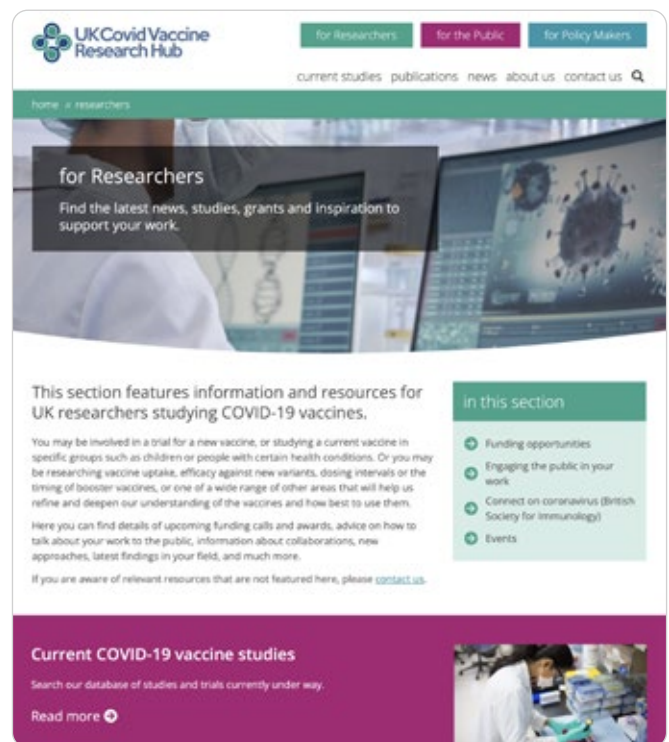 UKCovidVaccine
Research Hub
for Researchers
for the Public
for Policy Makers
current studies publications news about us contact us
home // researchers
for Researchers
Find the latest news, studies, grants and inspiration to
support your work.
This section features information and resources for
UK researchers studying COVID-19 vaccines.
You may be involved in a trial for a new vaccine, or studying a current vaccine in
specific groups such as children or people with certain health conditions. Or you may
be researching vaccine uptake, efficacy against new variants, dosing intervals or the
timing of booster vaccines, or one of a wide range of other areas that will help us
refine and deepen our understanding of the vaccines and how best to use them.
Here you can find details of upcoming funding calls and awards, advice on how to
talk about your work to the public, information about collaborations, new
approaches, latest findings in your field, and much more.
If you are aware of relevant resources that are not featured here, please contact us.
in this section
Funding opportunities
Engaging the public in your
work
Connect on coronavirus (British
Society for Immunology)
Events
Current COVID-19 vaccine studies
Search our database of studies and trials currently under way.
Read more